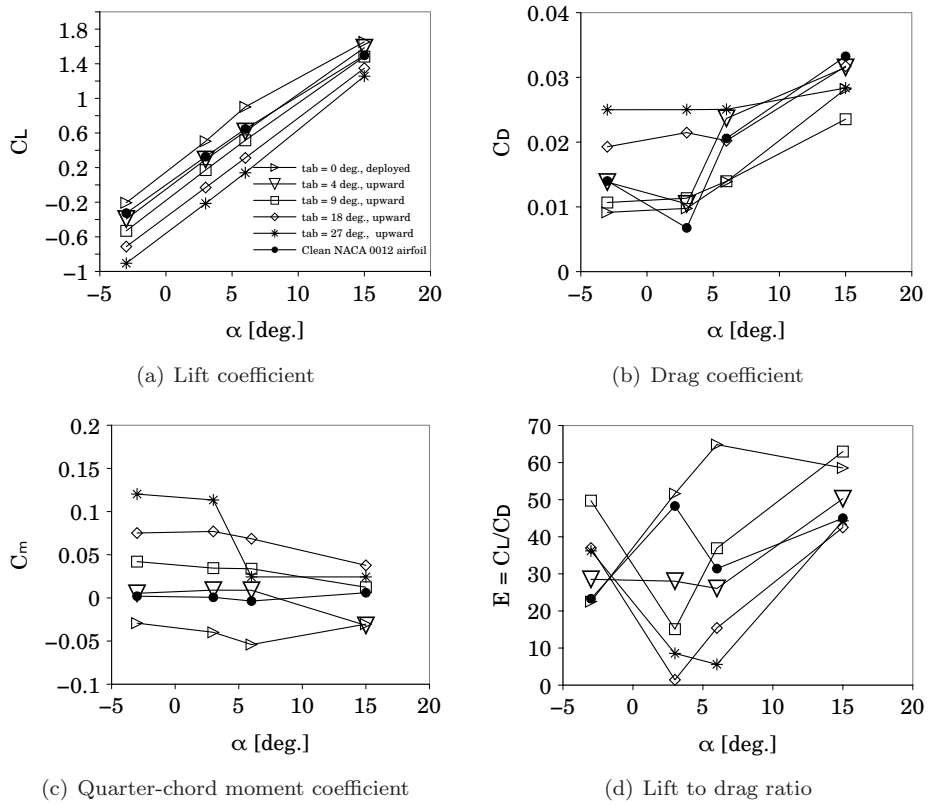 1.8
1.4
1
0.6
0.2
−0.2
−0.6
−1
CL
−5 0 5 10 15 20
α [deg.]
tab = 0 deg., deployed
tab = 4 deg., upward
tab = 9 deg., upward
tab = 18 deg., upward
tab = 27 deg., upward
Clean NACA 0012 airfoil
(a) Lift coefficient
0.04
0.03
0.02
0.01
0
CD
−5 0 5 10 15 20
α [deg.]
(b) Drag coefficient
0.2
0.15
0.1
0.05
0
−0.05
−0.1
Cm
−5 0 5 10 15 20
α [deg.]
(c) Quarter-chord moment coefficient
70
60
50
40
30
20
10
0
E = CL/CD
−5 0 5 10 15 20
α [deg.]
(d) Lift to drag ratio